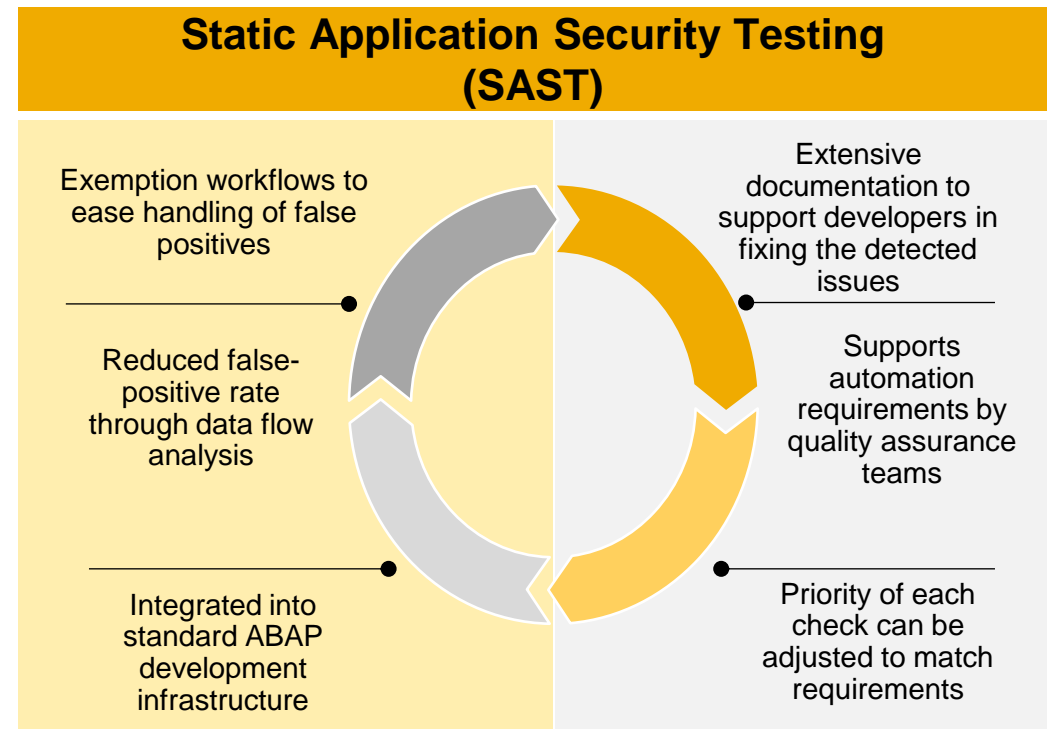 Static Application Security Testing
(SAST)
Exemption workflows to
ease handling of false
positives
Reduced false-
positive rate
through data flow
analysis
Integrated into
standard ABAP
development
infrastructure
Extensive
documentation to
support developers in
fixing the detected
issues
Supports
automation
requirements by
quality assurance
teams
Priority of each
check can be
adjusted to match
requirements